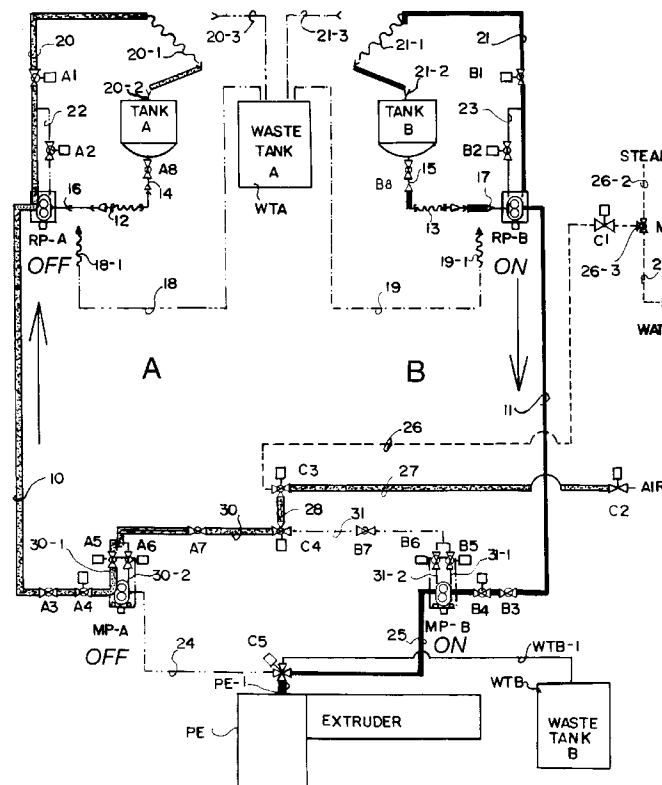 20
20-1
20-3
21-3
21-1
21
A1
20-2
21-2
B1
22
TANK A
WASTE TANK A
TANK B
23
A2
B2
STEAM
A8
WTA
15
26-2
16
14
B8
17
12
13
C1
M
RP-A
RP-B
26-3
2
OFF
18-1
19-1
ON
18
19
WAT
A
B
11
26
10
C3
27
AIR
28
C2
30
31
A5
A6
A7
C4
B7
B6
B5
30-1
30-2
31-2
31-1
A3
A4
B4
B3
MP-A
MP-B
OFF
25
ON
24
C5
WTB-1
PE-1
WTB
PE
EXTRUDER
WASTE TANK B